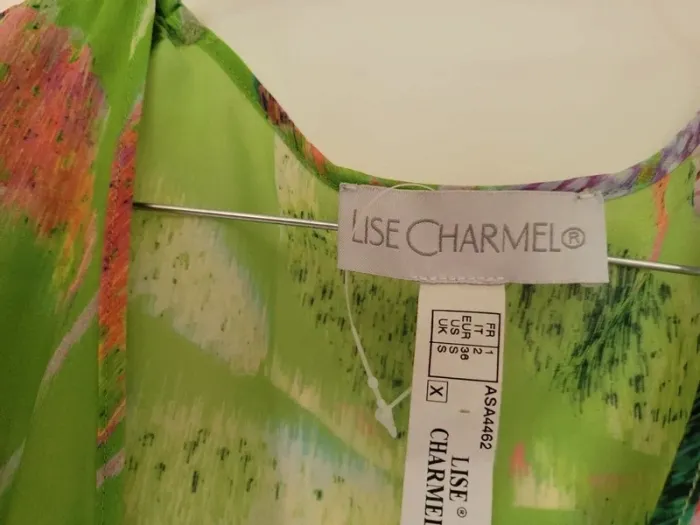 LISE CHARMEL®
FR 1
IT 2
EUR 36
US S
UK S
X
ASA4462
LISE ®
CHARMEL